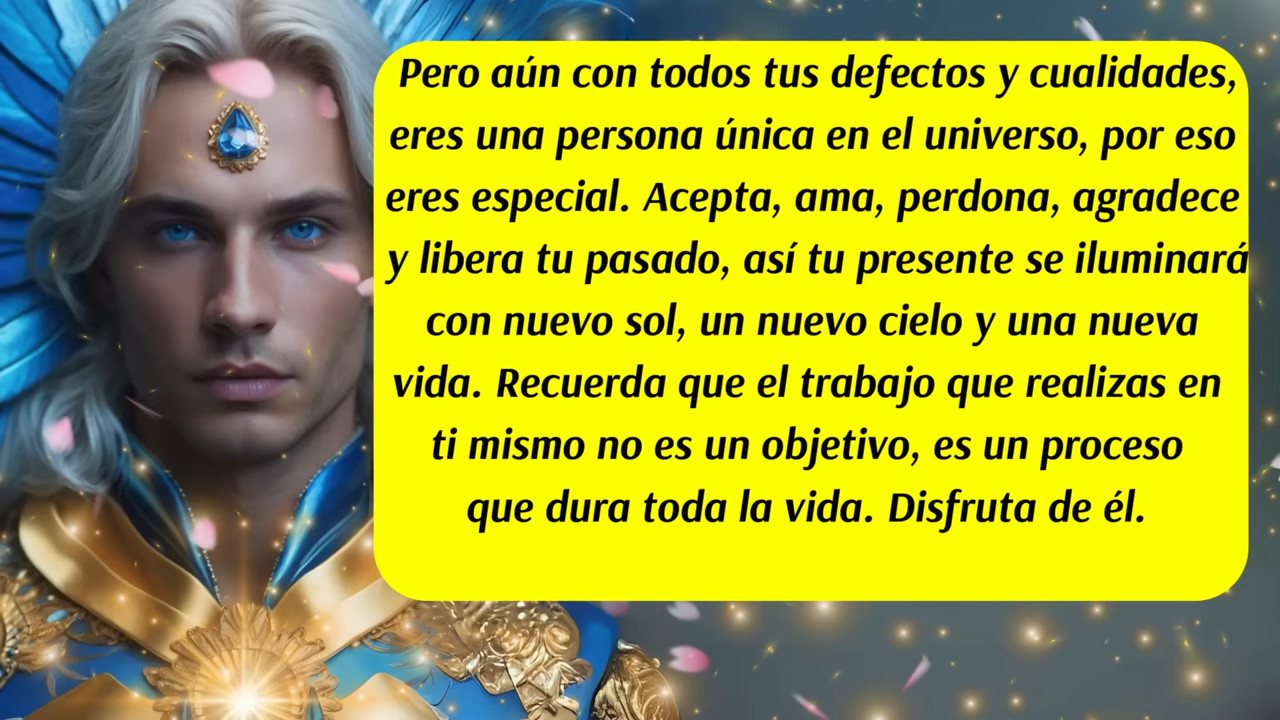 Pero aún con todos tus defectos y cualidades,
eres una persona única en el universo, por eso
eres especial. Acepta, ama, perdona, agradece
y libera tu pasado, así tu presente se iluminará
con nuevo sol, un nuevo cielo y una nueva
vida. Recuerda que el trabajo que realizas en
ti mismo no es un objetivo, es un proceso
que dura toda la vida. Disfruta de él.